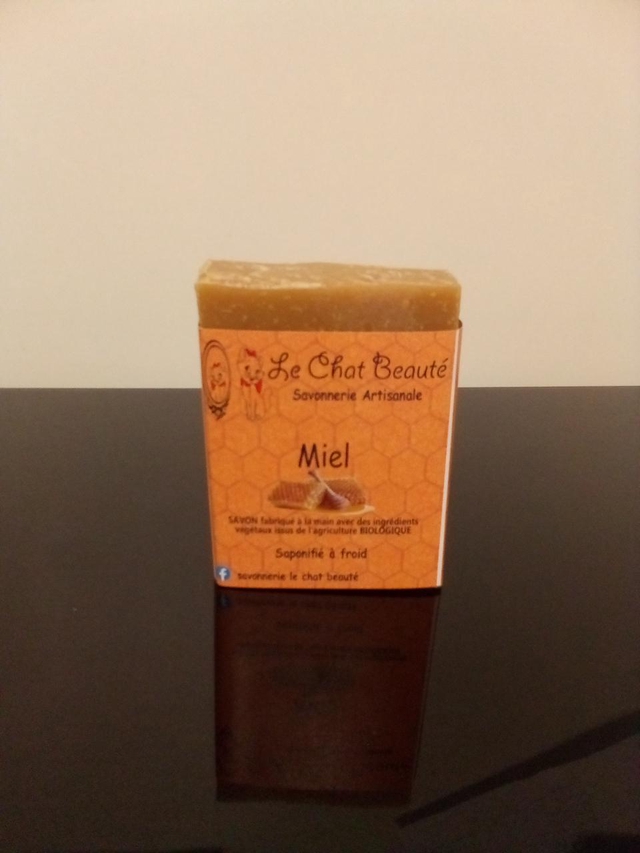 Le Chat Beauté
Savonnerie Artisanale
Miel
SAVON fabriqué à la main avec des ingrédients
végétaux issus de l'agriculture BIOLOGIQUE
Saponifié à froid
f savonnerie le chat beauté